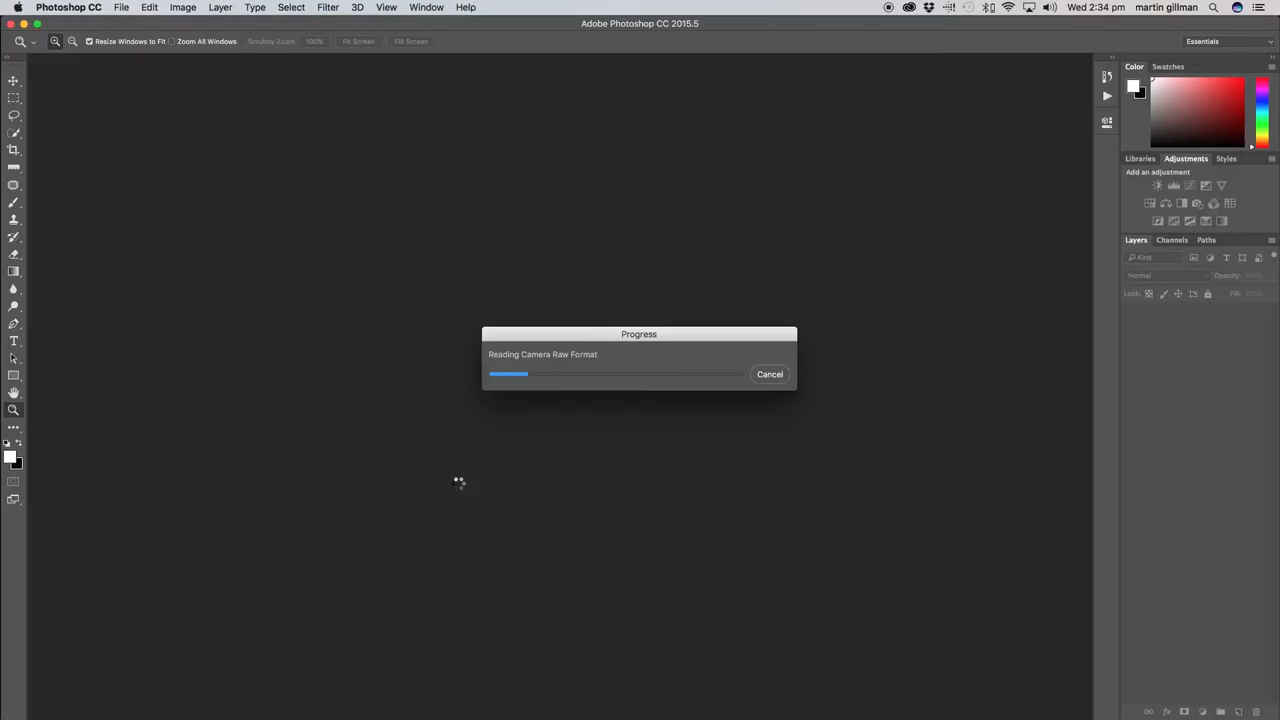 Photoshop CC File Edit Image Layer Type Select Filter 3D View Window Help Wed 2:34 pm martin gillman
Adobe Photoshop CC 2015.5
Resize Windows to Fit Zoom All Windows Scrubby Zoom 100% Fit Screen Fill Screen Essentials
Color Swatches
Libraries Adjustments Styles
Add an adjustment
Layers Channels Paths
Kind
Normal Opacity: 100%
Lock: Fill: 100%
Progress
Reading Camera Raw Format
Cancel